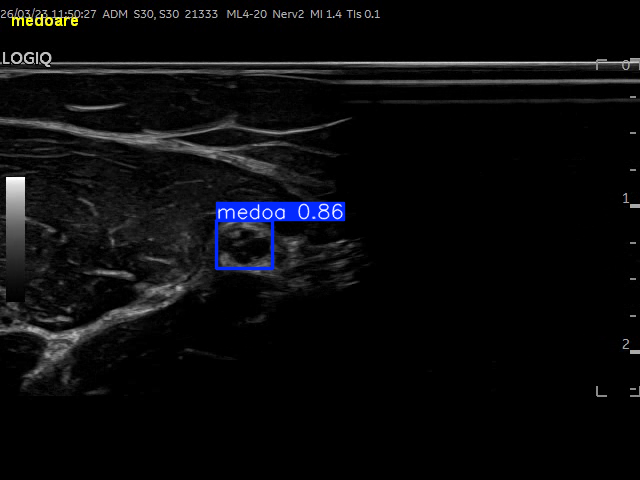 26/03/23 11:50:27 ADM S30, S30 21333 ML4-20 Nerv2 MI 1.4 TIs 0.1
medoare
LOGIQ
0
1
medoa 0.86
2